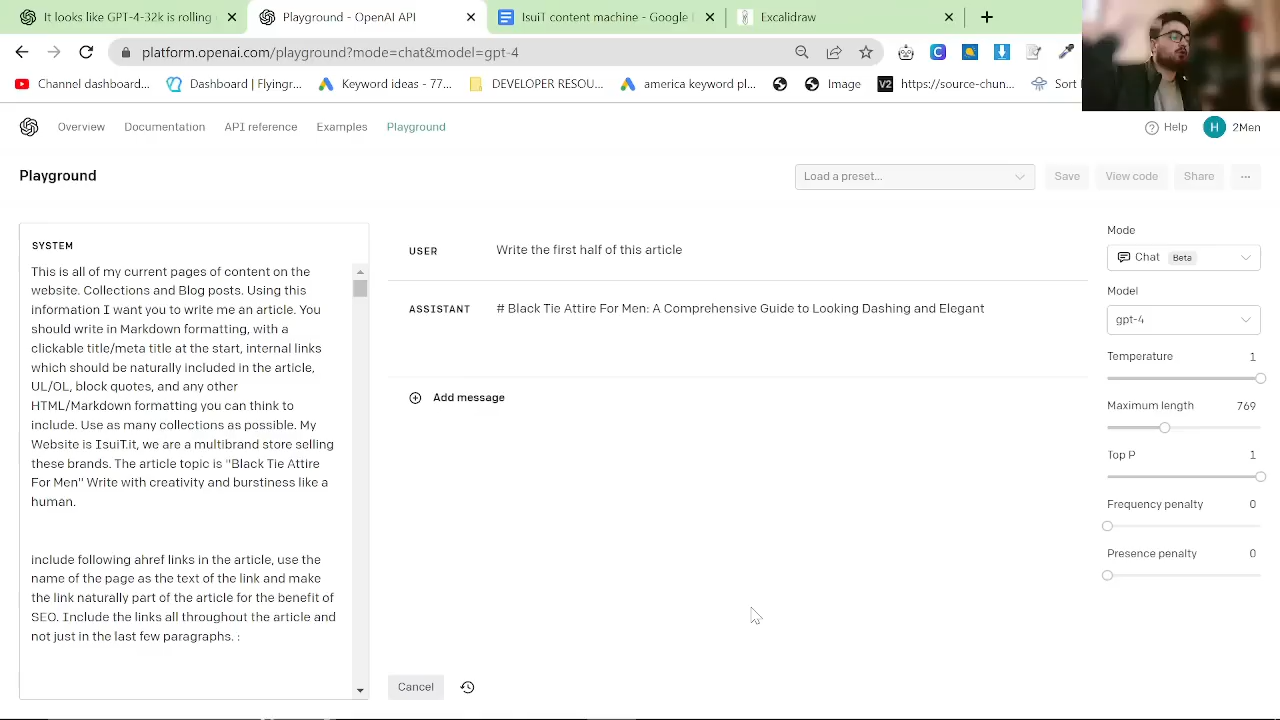 It looks like GPT-4-32k is rolling
Playground - OpenAI API
IsuiT content machine - Google
Excalidraw
platform.openai.com/playground?mode=chat&model=gpt-4
Channel dashboard...
Dashboard | Flyingr...
Keyword ideas - 77...
DEVELOPER RESOU...
america keyword pl...
Image
V2
https://source-chun...
Sort
Overview
Documentation
API reference
Examples
Playground
Help
H
2Men
Playground
Load a preset...
Save
View code
Share
...
SYSTEM
This is all of my current pages of content on the
website. Collections and Blog posts. Using this
information I want you to write me an article. You
should write in Markdown formatting, with a
clickable title/meta title at the start, internal links
which should be naturally included in the article,
UL/OL, block quotes, and any other
HTML/Markdown formatting you can think to
include. Use as many collections as possible. My
Website is IsuiT.it, we are a multibrand store selling
these brands. The article topic is "Black Tie Attire
For Men" Write with creativity and burstiness like a
human.
include following ahref links in the article, use the
name of the page as the text of the link and make
the link naturally part of the article for the benefit of
SEO. Include the links all throughout the article and
not just in the last few paragraphs. :
USER
Write the first half of this article
ASSISTANT
# Black Tie Attire For Men: A Comprehensive Guide to Looking Dashing and Elegant
Add message
Cancel
Mode
Chat Beta
Model
gpt-4
Temperature 1
Maximum length 769
Top P 1
Frequency penalty 0
Presence penalty 0